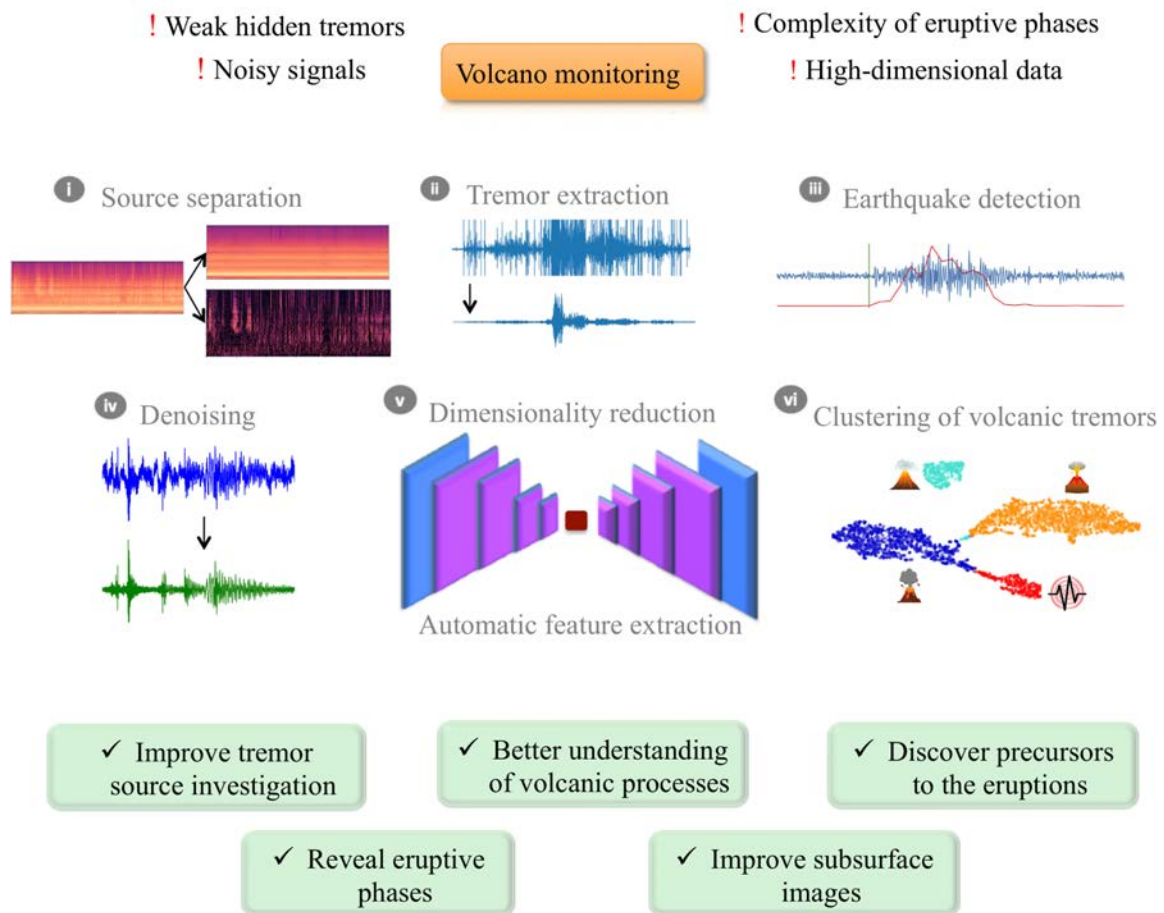 ! Weak hidden tremors
! Noisy signals
Volcano monitoring
! Complexity of eruptive phases
! High-dimensional data
i Source separation
ii Tremor extraction
iii Earthquake detection
iv Denoising
v Dimensionality reduction
Automatic feature extraction
vi Clustering of volcanic tremors
✓ Improve tremor
source investigation
✓ Better understanding
of volcanic processes
✓ Discover precursors
to the eruptions
✓ Reveal eruptive
phases
✓ Improve subsurface
images